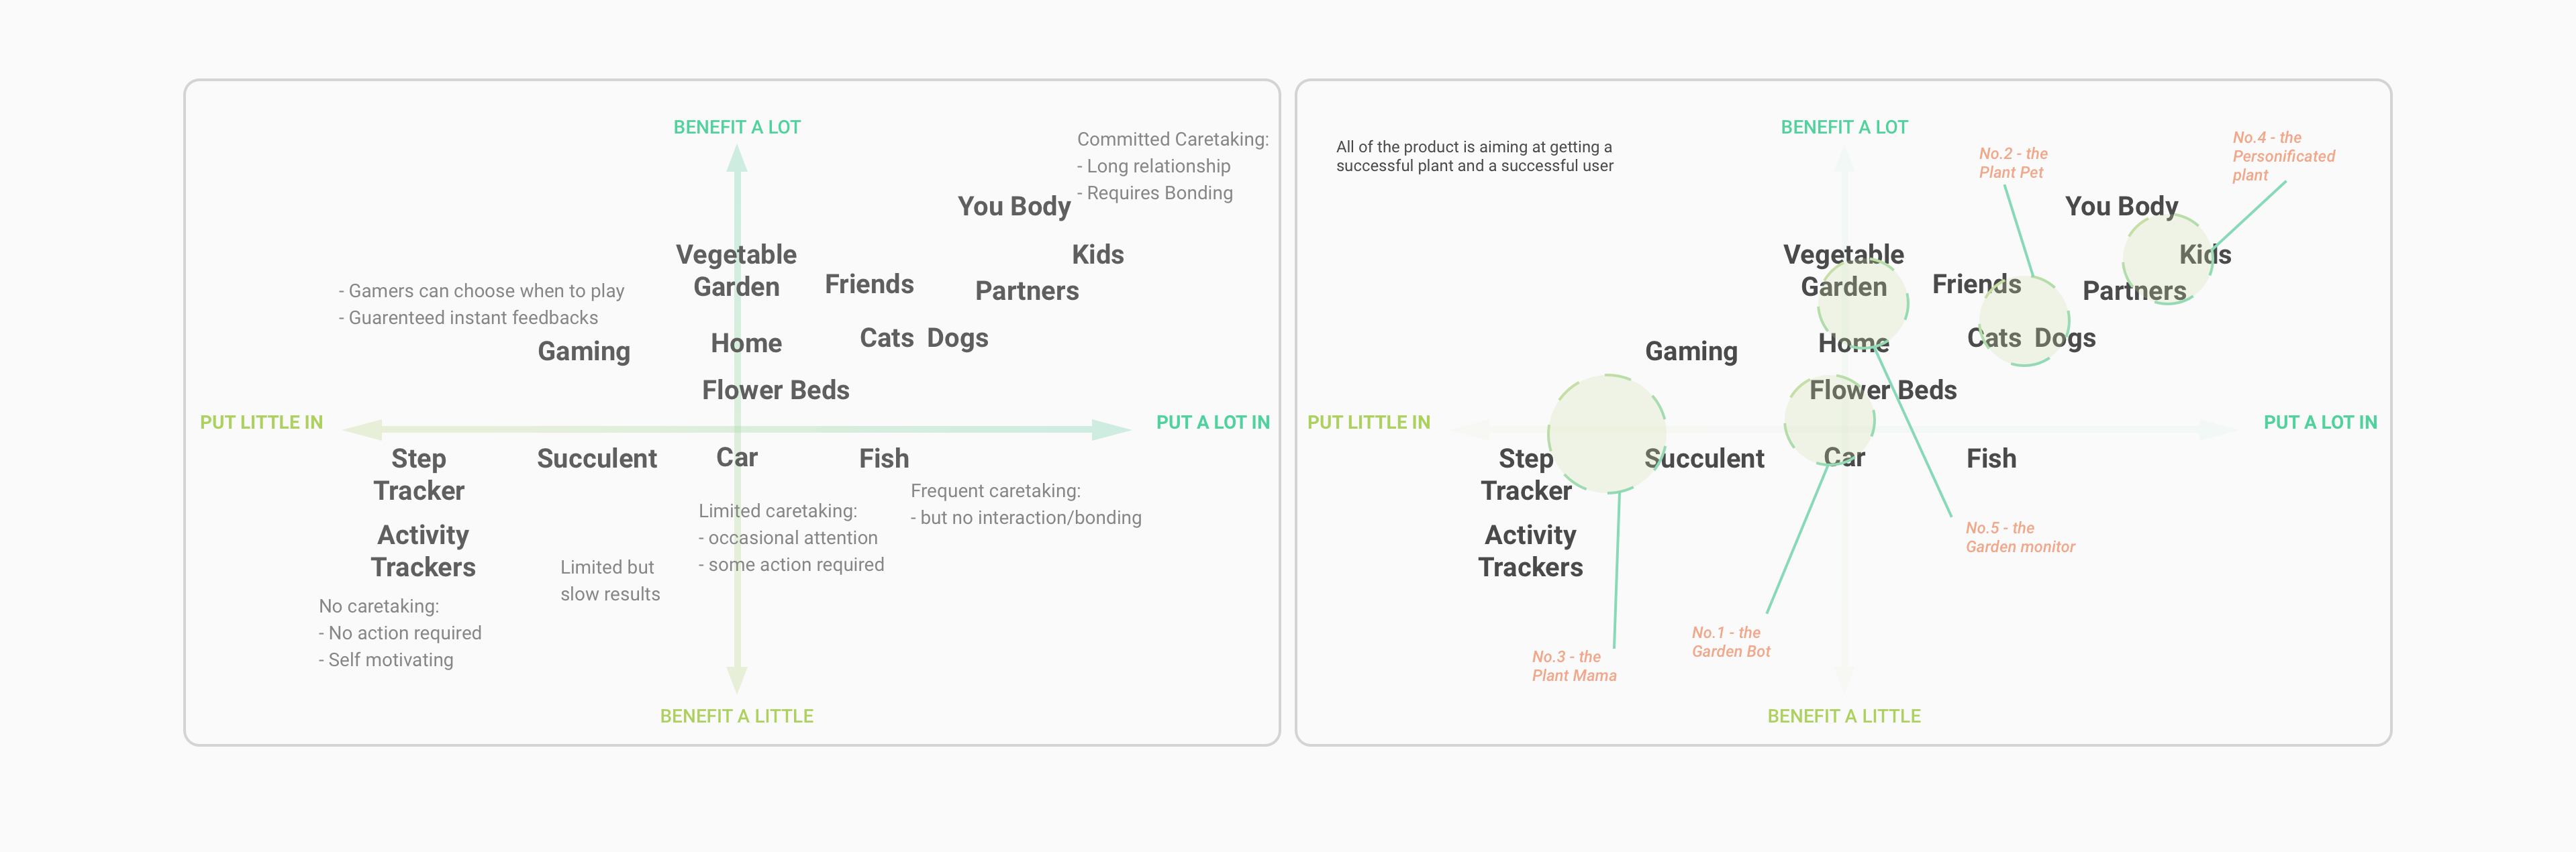 BENEFIT A LOT
Committed Caretaking:
- Long relationship
- Requires Bonding
You Body
Vegetable
Garden
Friends
Kids
Partners
- Gamers can choose when to play
- Guarenteed instant feedbacks
Gaming
Home
Cats Dogs
Flower Beds
PUT LITTLE IN
PUT A LOT IN
Step
Tracker
Succulent
Car
Fish
Frequent caretaking:
- but no interaction/bonding
Limited caretaking:
- occasional attention
- some action required
Activity
Trackers
Limited but
slow results
No caretaking:
- No action required
- Self motivating
BENEFIT A LITTLE
All of the product is aiming at getting a
successful plant and a successful user
BENEFIT A LOT
No.2 - the
Plant Pet
No.4 - the
Personificated
plant
You Body
Vegetable
Garden
Friends
Kids
Partners
Gaming
Home
Cats Dogs
Flower Beds
PUT LITTLE IN
PUT A LOT IN
Step
Tracker
Succulent
Car
Fish
Activity
Trackers
No.5 - the
Garden monitor
No.1 - the
Garden Bot
No.3 - the
Plant Mama
BENEFIT A LITTLE